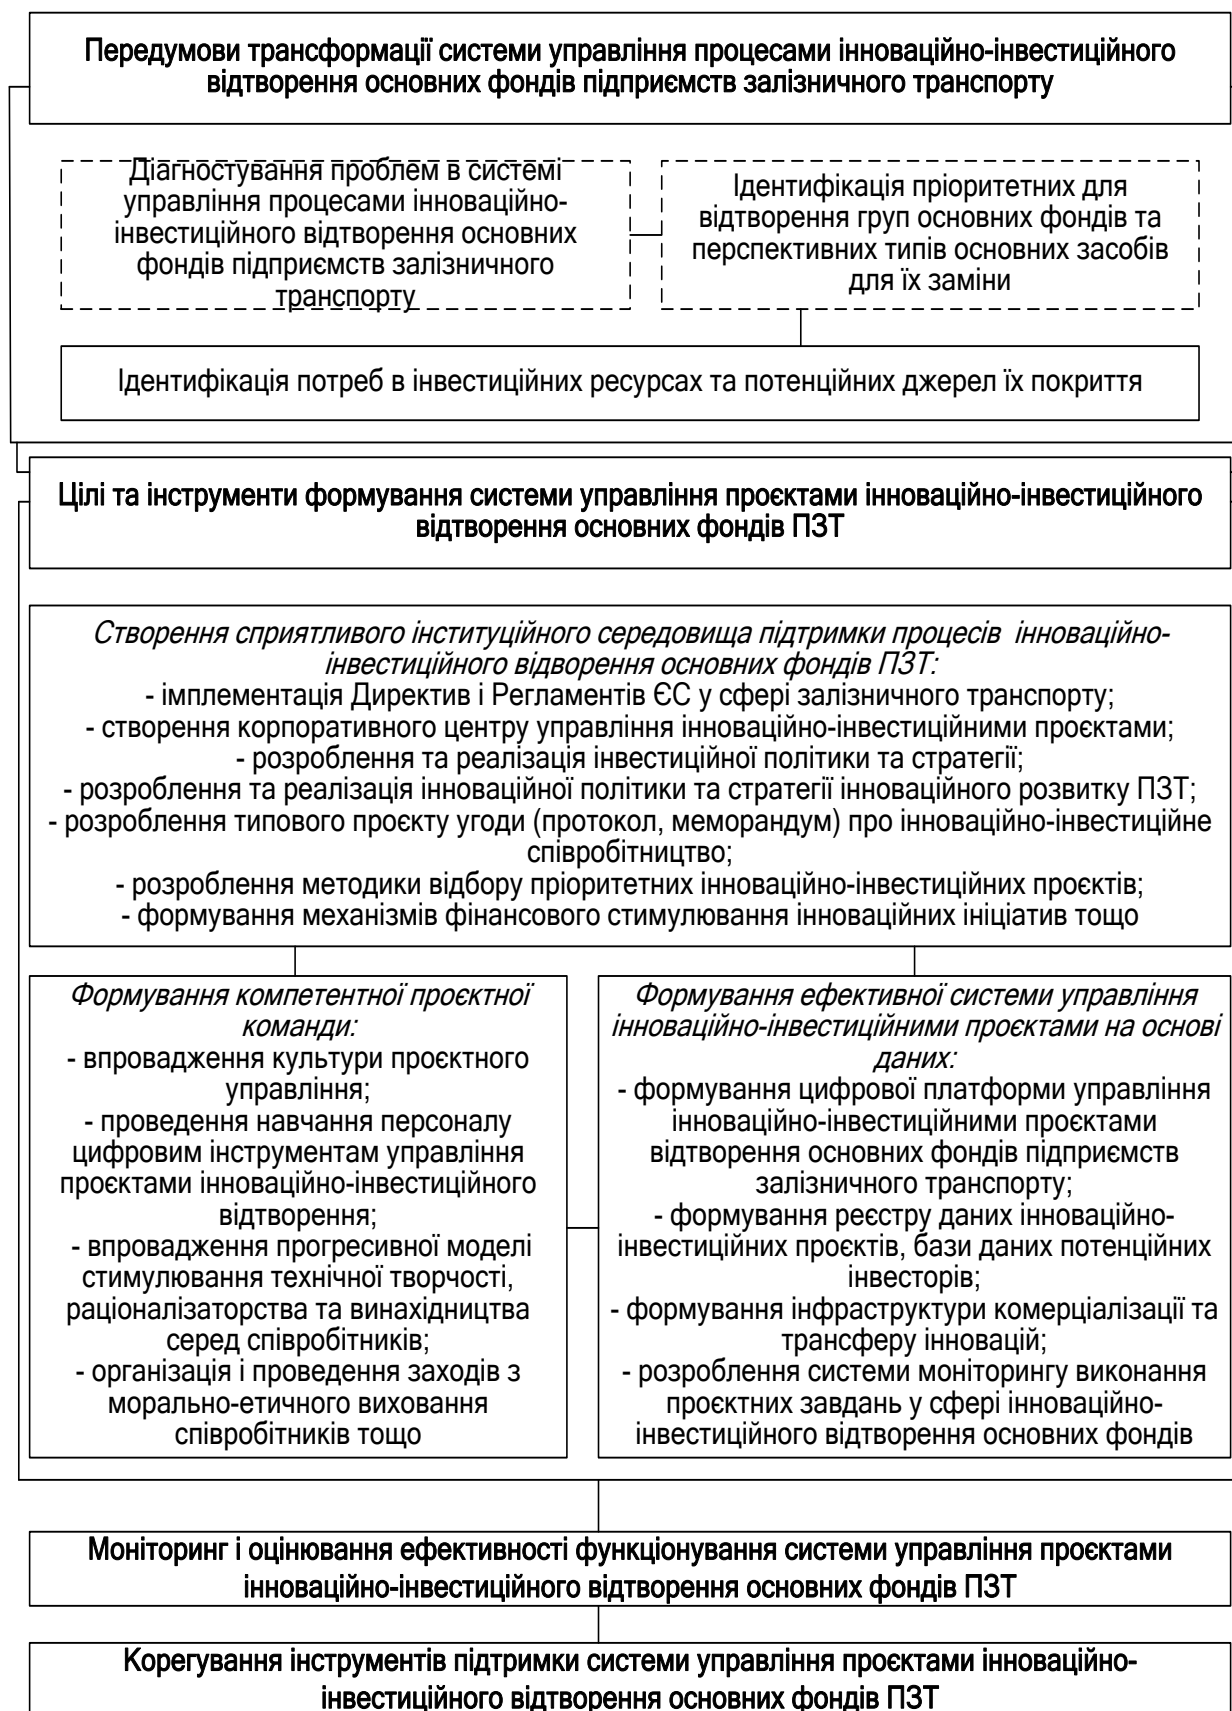 Передумови трансформації системи управління процесами інноваційно-інвестиційного
відтворення основних фондів підприємств залізничного транспорту
Діагностування проблем в системі
управління процесами інноваційно-
інвестиційного відтворення основних
фондів підприємств залізничного
транспорту
Ідентифікація пріоритетних для
відтворення груп основних фондів та
перспективних типів основних засобів
для їх заміни
Ідентифікація потреб в інвестиційних ресурсах та потенційних джерел їх покриття
Цілі та інструменти формування системи управління проєктами інноваційно-інвестиційного
відтворення основних фондів ПЗТ
Створення сприятливого інституційного середовища підтримки процесів інноваційно-
інвестиційного відворення основних фондів ПЗТ:
- імплементація Директив і Регламентів ЄС у сфері залізничного транспорту;
- створення корпоративного центру управління інноваційно-інвестиційними проєктами;
- розроблення та реалізація інвестиційної політики та стратегії;
- розроблення та реалізація інноваційної політики та стратегії інноваційного розвитку ПЗТ;
- розроблення типового проєкту угоди (протокол, меморандум) про інноваційно-інвестиційне
співробітництво;
- розроблення методики відбору пріоритетних інноваційно-інвестиційних проєктів;
- формування механізмів фінансового стимулювання інноваційних ініціатив тощо
Формування компетентної проєктної
команди:
- впровадження культури проєктного
управління;
- проведення навчання персоналу
цифровим інструментам управління
проєктами інноваційно-інвестиційного
відтворення;
- впровадження прогресивної моделі
стимулювання технічної творчості,
раціоналізаторства та винахідництва
серед співробітників;
- організація і проведення заходів з
морально-етичного виховання
співробітників тощо
Формування ефективної системи управління
інноваційно-інвестиційними проєктами на основі
даних:
- формування цифрової платформи управління
інноваційно-інвестиційними проєктами
відтворення основних фондів підприємств
залізничного транспорту;
- формування реєстру даних інноваційно-
інвестиційних проєктів, бази даних потенційних
інвесторів;
- формування інфраструктури комерціалізації та
трансферу інновацій;
- розроблення системи моніторингу виконання
проєктних завдань у сфері інноваційно-
інвестиційного відтворення основних фондів
Моніторинг і оцінювання ефективності функціонування системи управління проєктами
інноваційно-інвестиційного відтворення основних фондів ПЗТ
Корегування інструментів підтримки системи управління проєктами інноваційно-
інвестиційного відтворення основних фондів ПЗТ